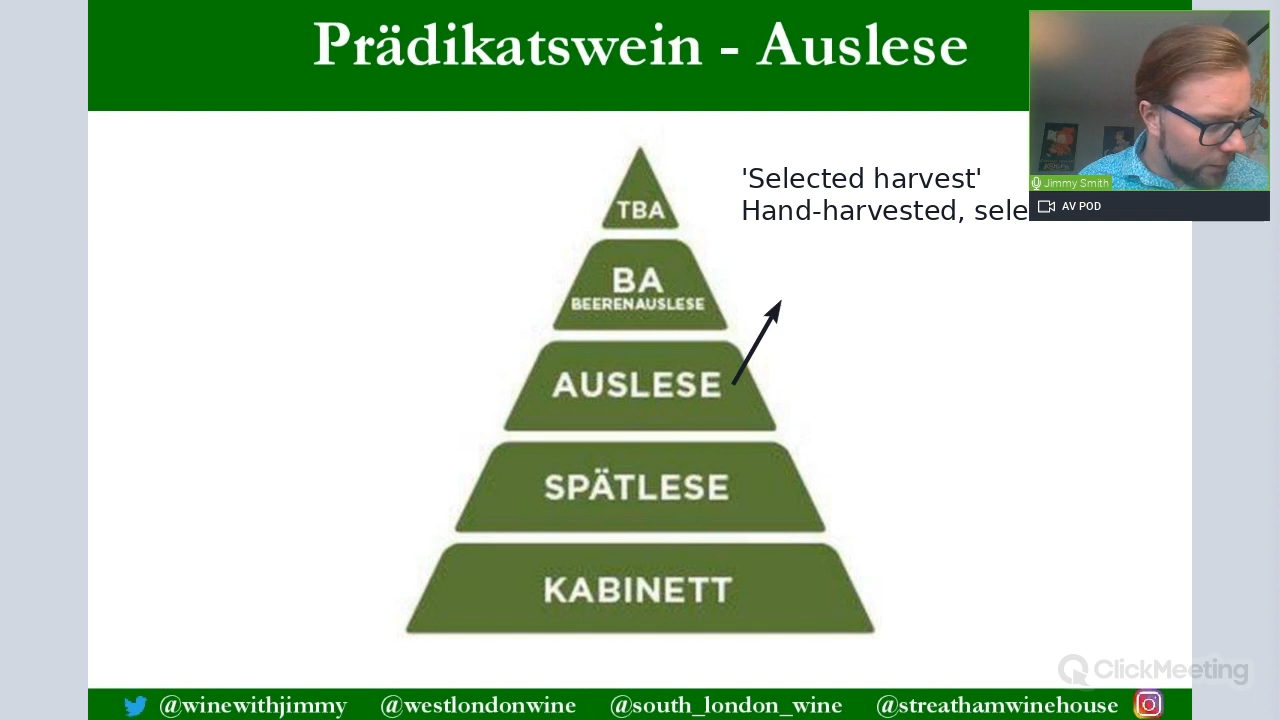 Prädikatswein - Auslese
'Selected harvest'
Hand-harvested, sele
Jimmy Smith
AV POD
TBA
BA
BEERENAUSLESE
AUSLESE
SPÄTLESE
KABINETT
ClickMeeting
@winewithjimmy @westlondonwine @south_london_wine @streathamwinehouse